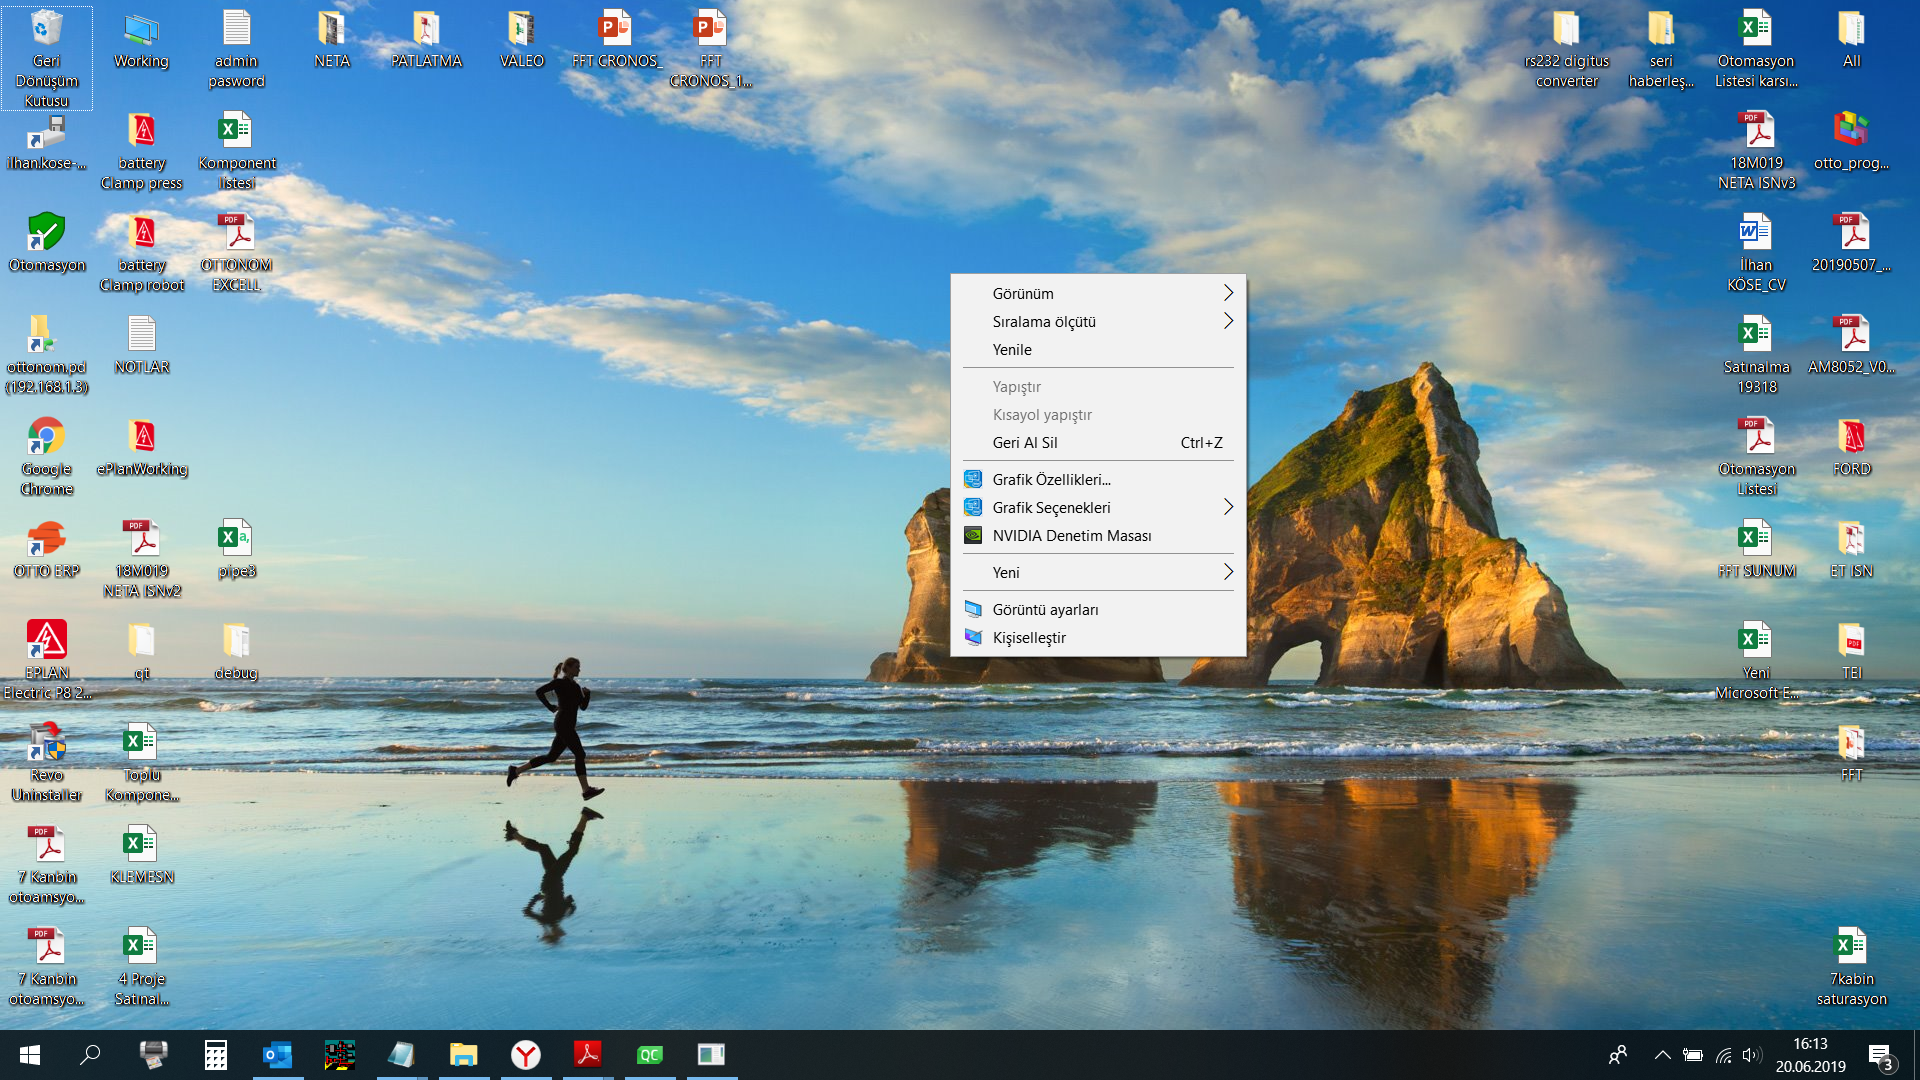 Geri
Dönüşüm
Kutusu
Working
admin
pasword
NETA
PATLATMA
VALEO
FFT CRONOS_
FFT
CRONOS_1...
rs232 digitus
converter
seri
haberleş...
Otomasyon
Listesi karsı...
All
ilhan.kose-...
battery
Clamp press
Komponent
listesi
18M019
NETA ISNv3
otto_prog...
Otomasyon
battery
Clamp robot
OTTONOM
EXCELL
İlhan
KÖSE_CV
20190507_...
ottonom.pd
(192.168.1.3)
NOTLAR
Satınalma
19318
AM8052_V0...
Google
Chrome
ePlanWorking
Otomasyon
Listesi
FORD
OTTO ERP
18M019
NETA ISNv2
pipe3
FFT SUNUM
ET ISN
EPLAN
Electric P8 2...
qt
debug
Yeni
Microsoft E...
TEI
Revo
Uninstaller
Toplu
Kompone...
FFT
7 Kanbin
otoamsyo...
KLEMESN
7 Kanbin
otoamsyo...
4 Proje
Satınal...
7kabin
saturasyon
Görünüm
Sıralama ölçütü
Yenile
Yapıştır
Kısayol yapıştır
Geri Al Sil Ctrl+Z
Grafik Özellikleri...
Grafik Seçenekleri
NVIDIA Denetim Masası
Yeni
Görüntü ayarları
Kişiselleştir
QC
16:13
20.06.2019
3